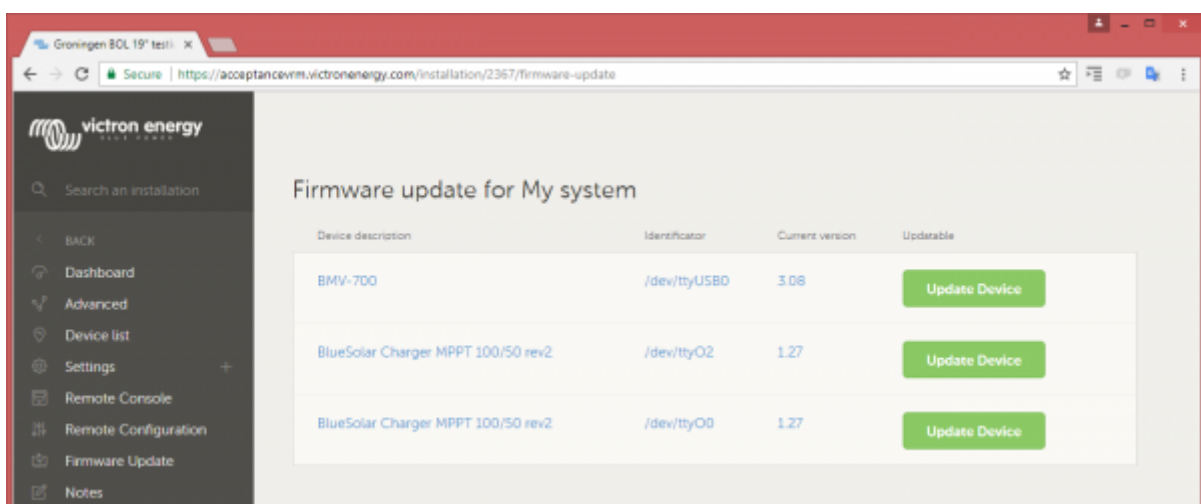 Groningen BOL 19" testi
Secure | https://acceptancevrm.victronenergy.com/installation/2367/firmware-update
victron energy
BLUE POWER
Search an installation
BACK
Dashboard
Advanced
Device list
Settings +
Remote Console
Remote Configuration
Firmware Update
Notes
Firmware update for My system
Device description Identificator Current version Updatable
BMV-700 /dev/ttyUSB0 3.08 Update Device
BlueSolar Charger MPPT 100/50 rev2 /dev/ttyO2 1.27 Update Device
BlueSolar Charger MPPT 100/50 rev2 /dev/ttyO0 1.27 Update Device